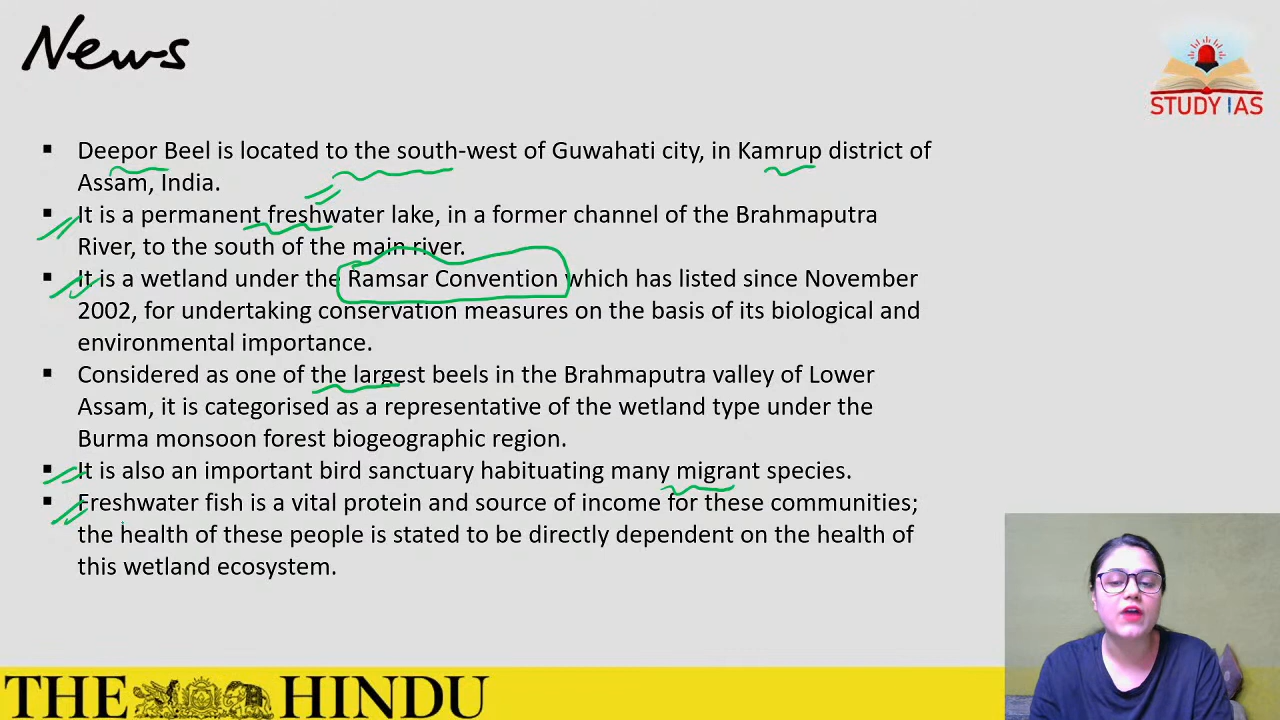 News
STUDY IAS
▪ Deepor Beel is located to the south-west of Guwahati city, in Kamrup district of
Assam, India.
▪ It is a permanent freshwater lake, in a former channel of the Brahmaputra
River, to the south of the main river.
▪ It is a wetland under the Ramsar Convention which has listed since November
2002, for undertaking conservation measures on the basis of its biological and
environmental importance.
▪ Considered as one of the largest beels in the Brahmaputra valley of Lower
Assam, it is categorised as a representative of the wetland type under the
Burma monsoon forest biogeographic region.
▪ It is also an important bird sanctuary habituating many migrant species.
▪ Freshwater fish is a vital protein and source of income for these communities;
the health of these people is stated to be directly dependent on the health of
this wetland ecosystem.
THE HINDU